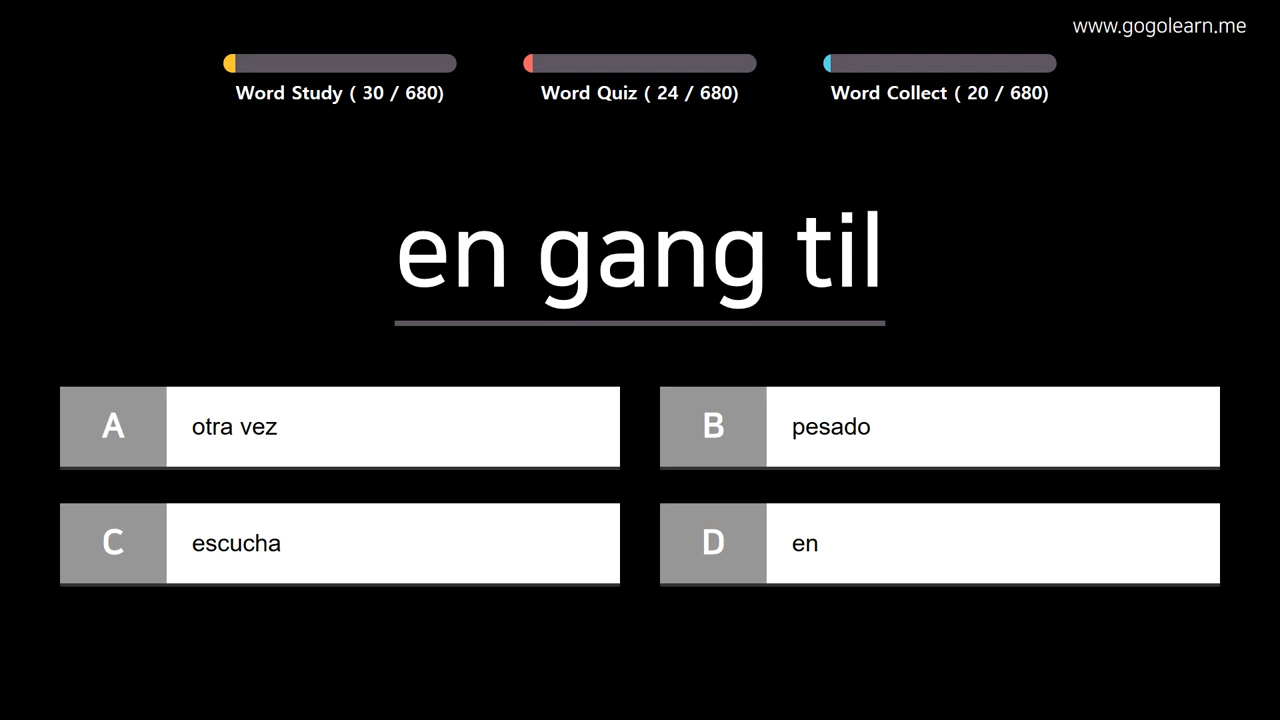 www.gogolearn.me
Word Study ( 30 / 680)
Word Quiz ( 24 / 680)
Word Collect ( 20 / 680)
en gang til
A
otra vez
B
pesado
C
escucha
D
en